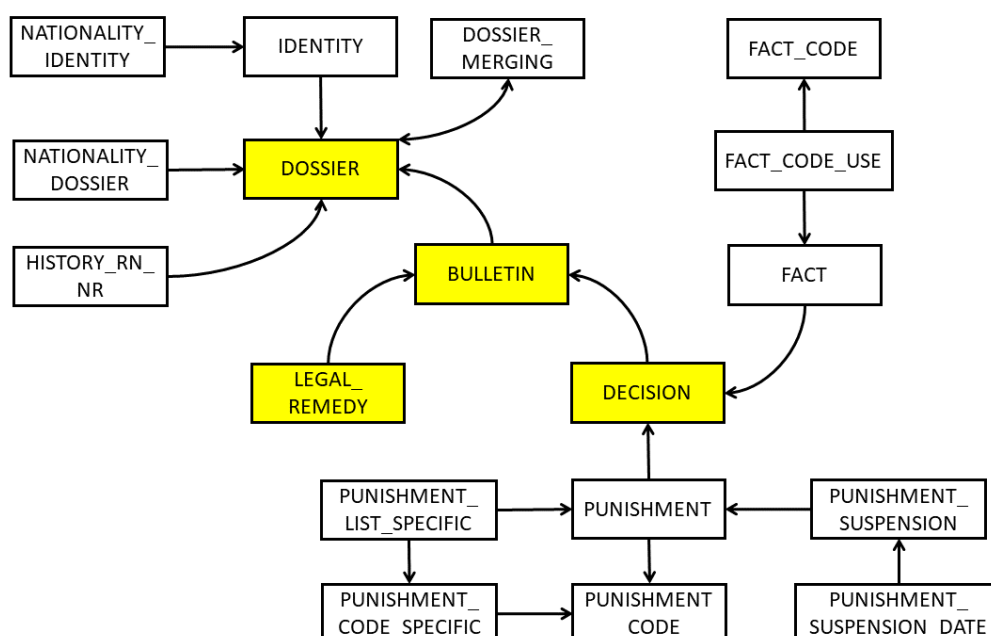 NATIONALITY_
IDENTITY
IDENTITY
DOSSIER_
MERGING
FACT_CODE
NATIONALITY_
DOSSIER
DOSSIER
FACT_CODE_USE
HISTORY_RN_
NR
BULLETIN
FACT
LEGAL_
REMEDY
DECISION
PUNISHMENT_
LIST_SPECIFIC
PUNISHMENT
PUNISHMENT_
SUSPENSION
PUNISHMENT_
CODE_SPECIFIC
PUNISHMENT_
CODE
PUNISHMENT_
SUSPENSION_DATE